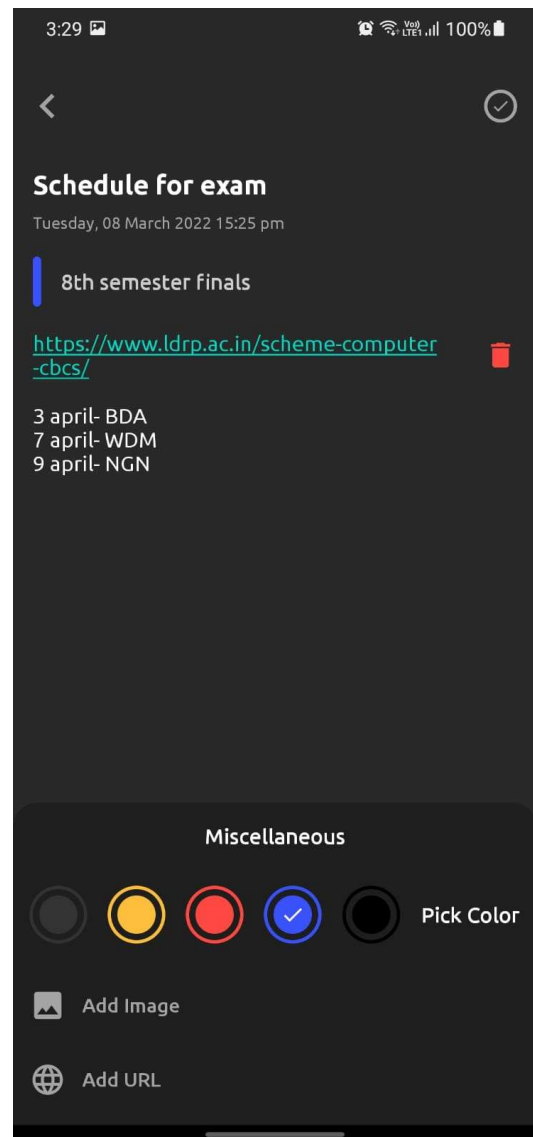 3:29
Vo)) LTE1 100%
Schedule for exam
Tuesday, 08 March 2022 15:25 pm
8th semester finals
https://www.ldrp.ac.in/scheme-computer
-cbcs/
3 april- BDA
7 april- WDM
9 april- NGN
Miscellaneous
Pick Color
Add Image
Add URL